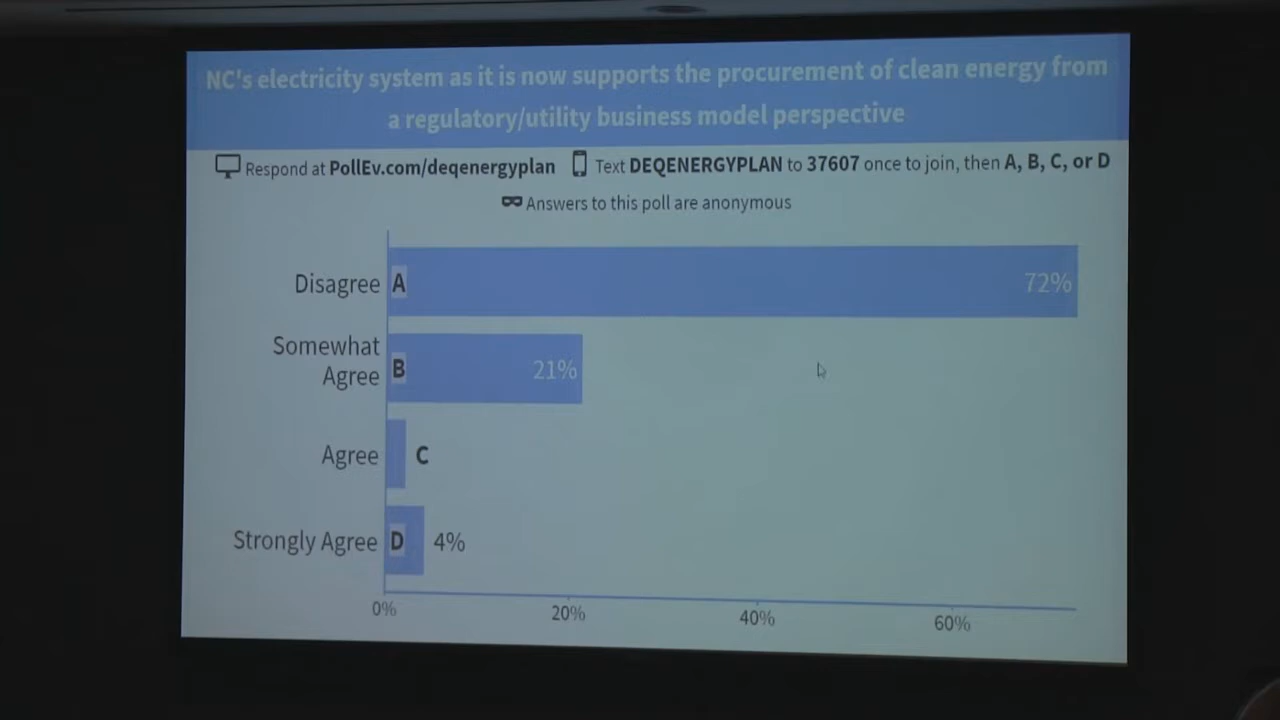 NC's electricity system as it is now supports the procurement of clean energy from
a regulatory/utility business model perspective
Respond at PollEv.com/deqenergyplan Text DEQENERGYPLAN to 37607 once to join, then A, B, C, or D
Answers to this poll are anonymous
Disagree A 72%
Somewhat
Agree B 21%
Agree C
Strongly Agree D 4%
0% 20% 40% 60%